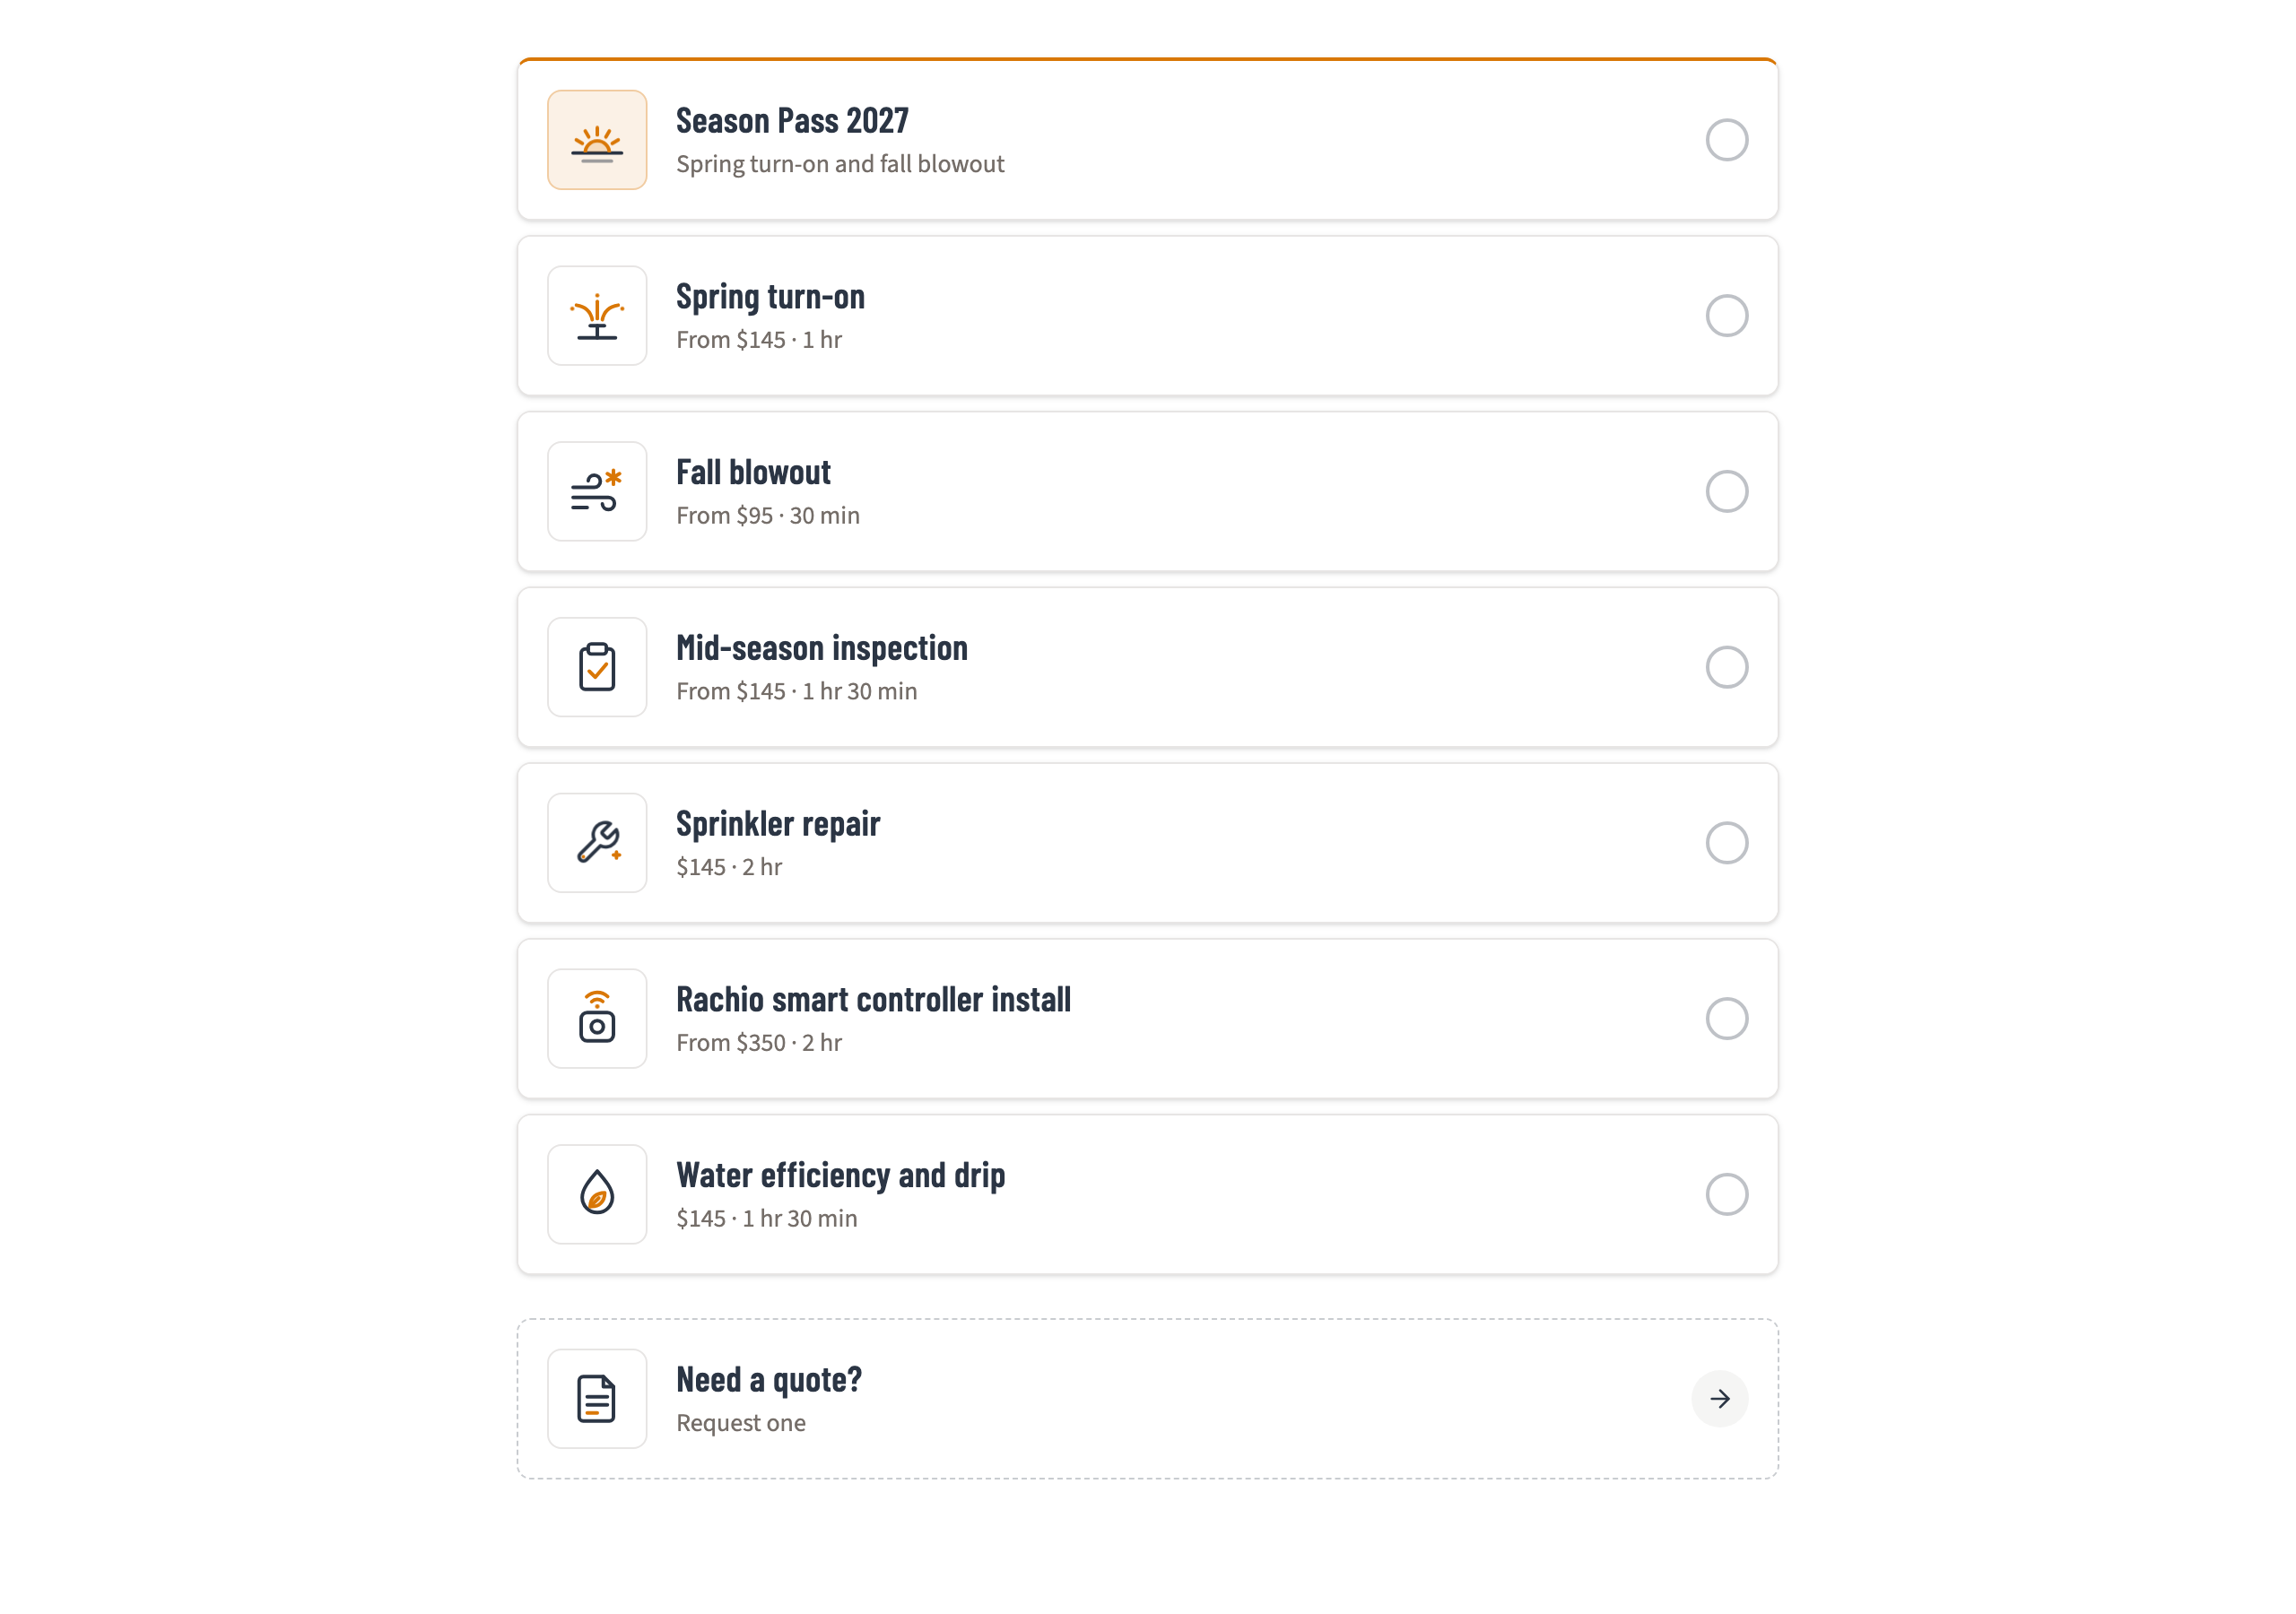 Season Pass 2027
Spring turn-on and fall blowout
Spring turn-on
From $145 · 1 hr
Fall blowout
From $95 · 30 min
Mid-season inspection
From $145 · 1 hr 30 min
Sprinkler repair
$145 · 2 hr
Rachio smart controller install
From $350 · 2 hr
Water efficiency and drip
$145 · 1 hr 30 min
Need a quote?
Request one